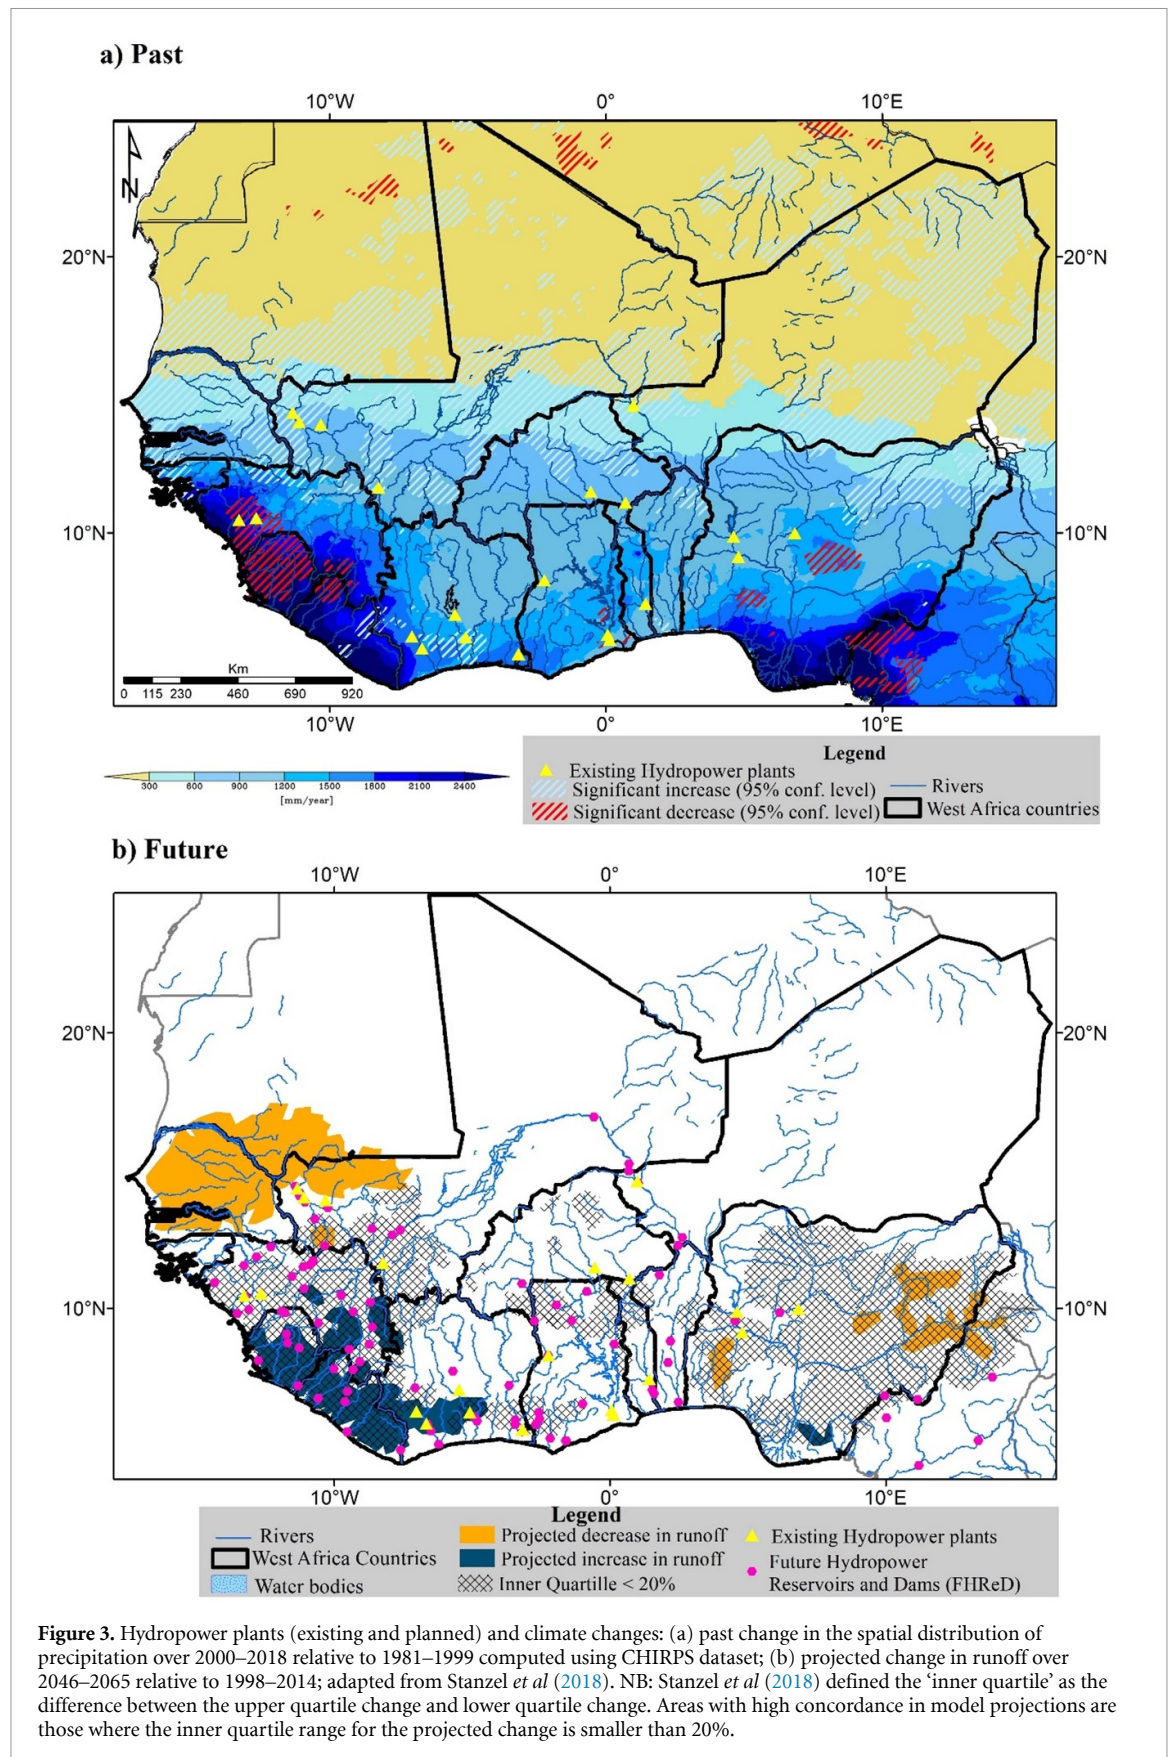 a) Past
10°W 0° 10°E
N
20°N 20°N
10°N 10°N
Km
0 115 230 460 690 920
10°W 0° 10°E
300 600 900 1200 1500 1800 2100 2400
[mm/year]
Legend
Existing Hydropower plants
Significant increase (95% conf. level)
Significant decrease (95% conf. level)
Rivers
West Africa countries
b) Future
10°W 0° 10°E
20°N 20°N
10°N 10°N
10°W 0° 10°E
Legend
Rivers
West Africa Countries
Water bodies
Projected decrease in runoff
Projected increase in runoff
Inner Quartille < 20%
Existing Hydropower plants
Future Hydropower
Reservoirs and Dams (FHReD)
Figure 3. Hydropower plants (existing and planned) and climate changes: (a) past change in the spatial distribution of
precipitation over 2000–2018 relative to 1981–1999 computed using CHIRPS dataset; (b) projected change in runoff over
2046–2065 relative to 1998–2014; adapted from Stanzel et al (2018). NB: Stanzel et al (2018) defined the ‘inner quartile’ as the
difference between the upper quartile change and lower quartile change. Areas with high concordance in model projections are
those where the inner quartile range for the projected change is smaller than 20%.